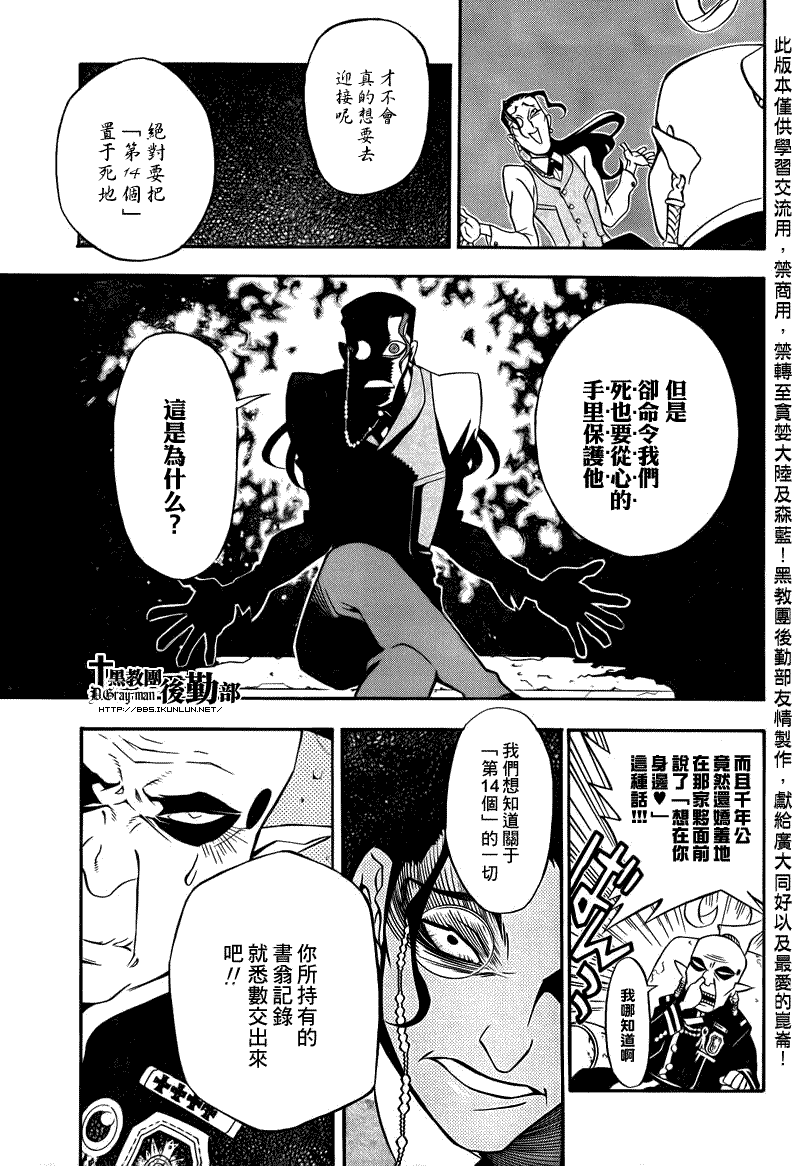 才不會
真的想要去
迎接呢
絕對要把
「第14個」
置于死地
但是
卻命令我們
死也要從心的
手里保護他
這是為什么？
黑教團
D.Gray-man 後勤部
HTTP://BBS.IKUNLUN.NET/
而且千年公
竟然還嬌羞地
在那家夥面前
說了「想在你
身邊♥」
這種話!!!
我哪知道啊
我們想知道關于
「第14個」的一切
你所持有的
書翁記錄
就悉數交出來
吧!!
此版本僅供學習交流用，禁商用，禁轉至貪婪大陸及森藍！黑教團後勤部友情製作，獻給廣大同好以及最愛的崑崙！